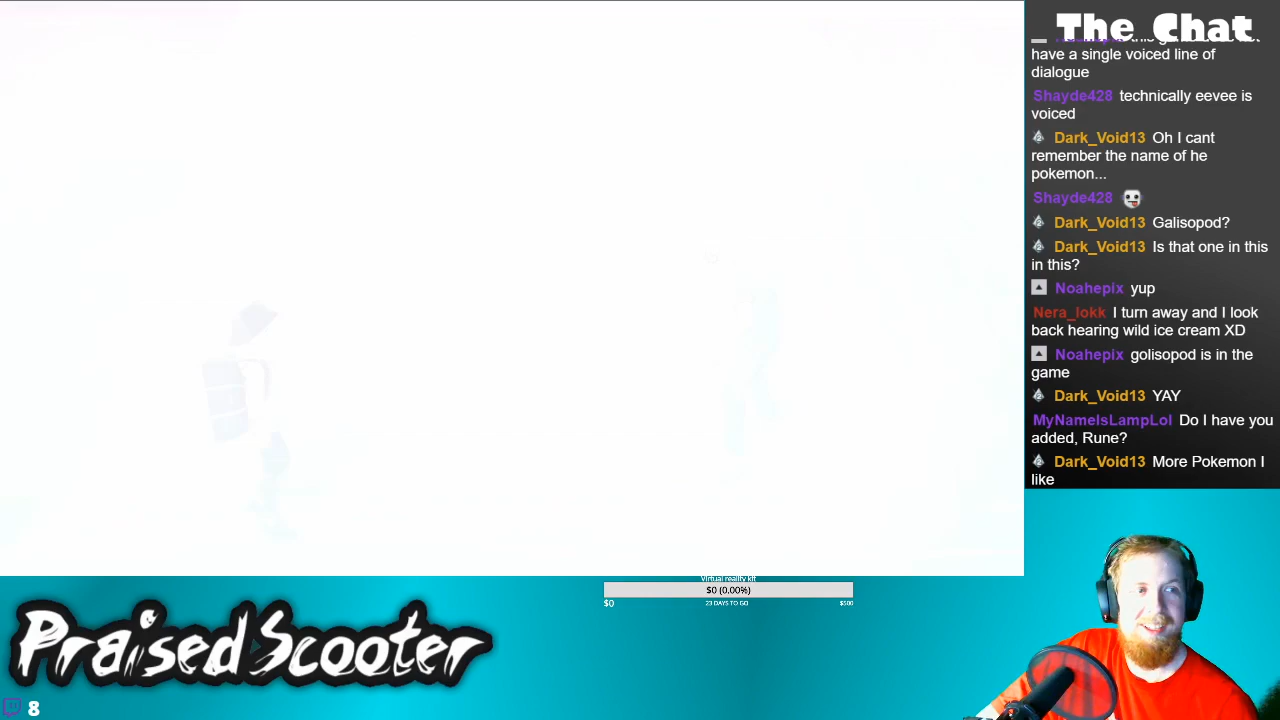 The Chat
have a single voiced line of
dialogue
Shayde428 technically eevee is
voiced
Dark_Void13 Oh I cant
remember the name of he
pokemon...
Shayde428
Dark_Void13 Galisopod?
Dark_Void13 Is that one in this
in this?
Noahepix yup
Nera_lokk I turn away and I look
back hearing wild ice cream XD
Noahepix golisopod is in the
game
Dark_Void13 YAY
MyNameIsLampLol Do I have you
added, Rune?
Dark_Void13 More Pokemon I
like
Virtual reality kit
$0 (0.00%)
$0 23 DAYS TO GO $500
PraisedScooter
8